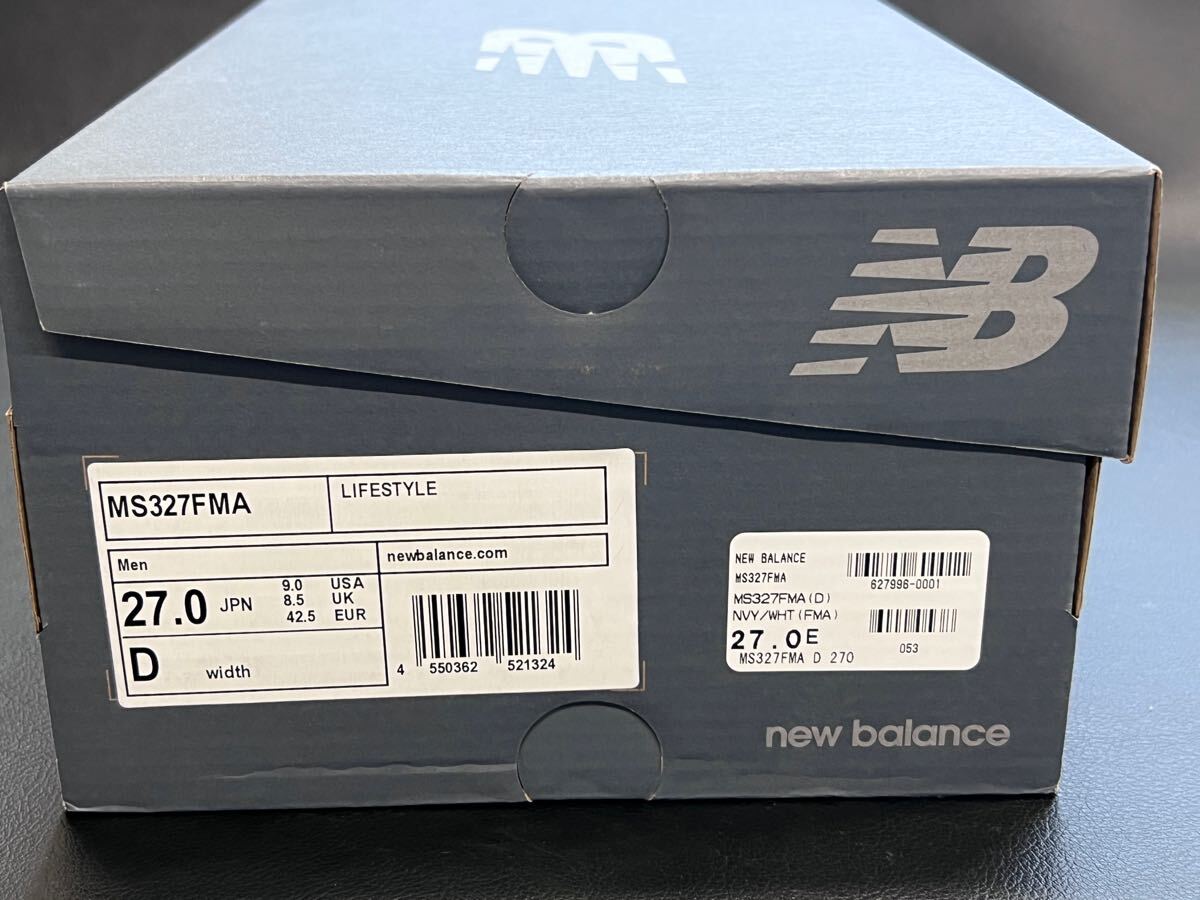 NB
MS327FMA
LIFESTYLE
Men
newbalance.com
27.0 JPN
9.0 USA
8.5 UK
42.5 EUR
D width
4 550362 521324
NEW BALANCE
MS327FMA
627996-0001
MS327FMA(D)
NVY/WHT(FMA)
27.0E
053
MS327FMA D 270
new balance